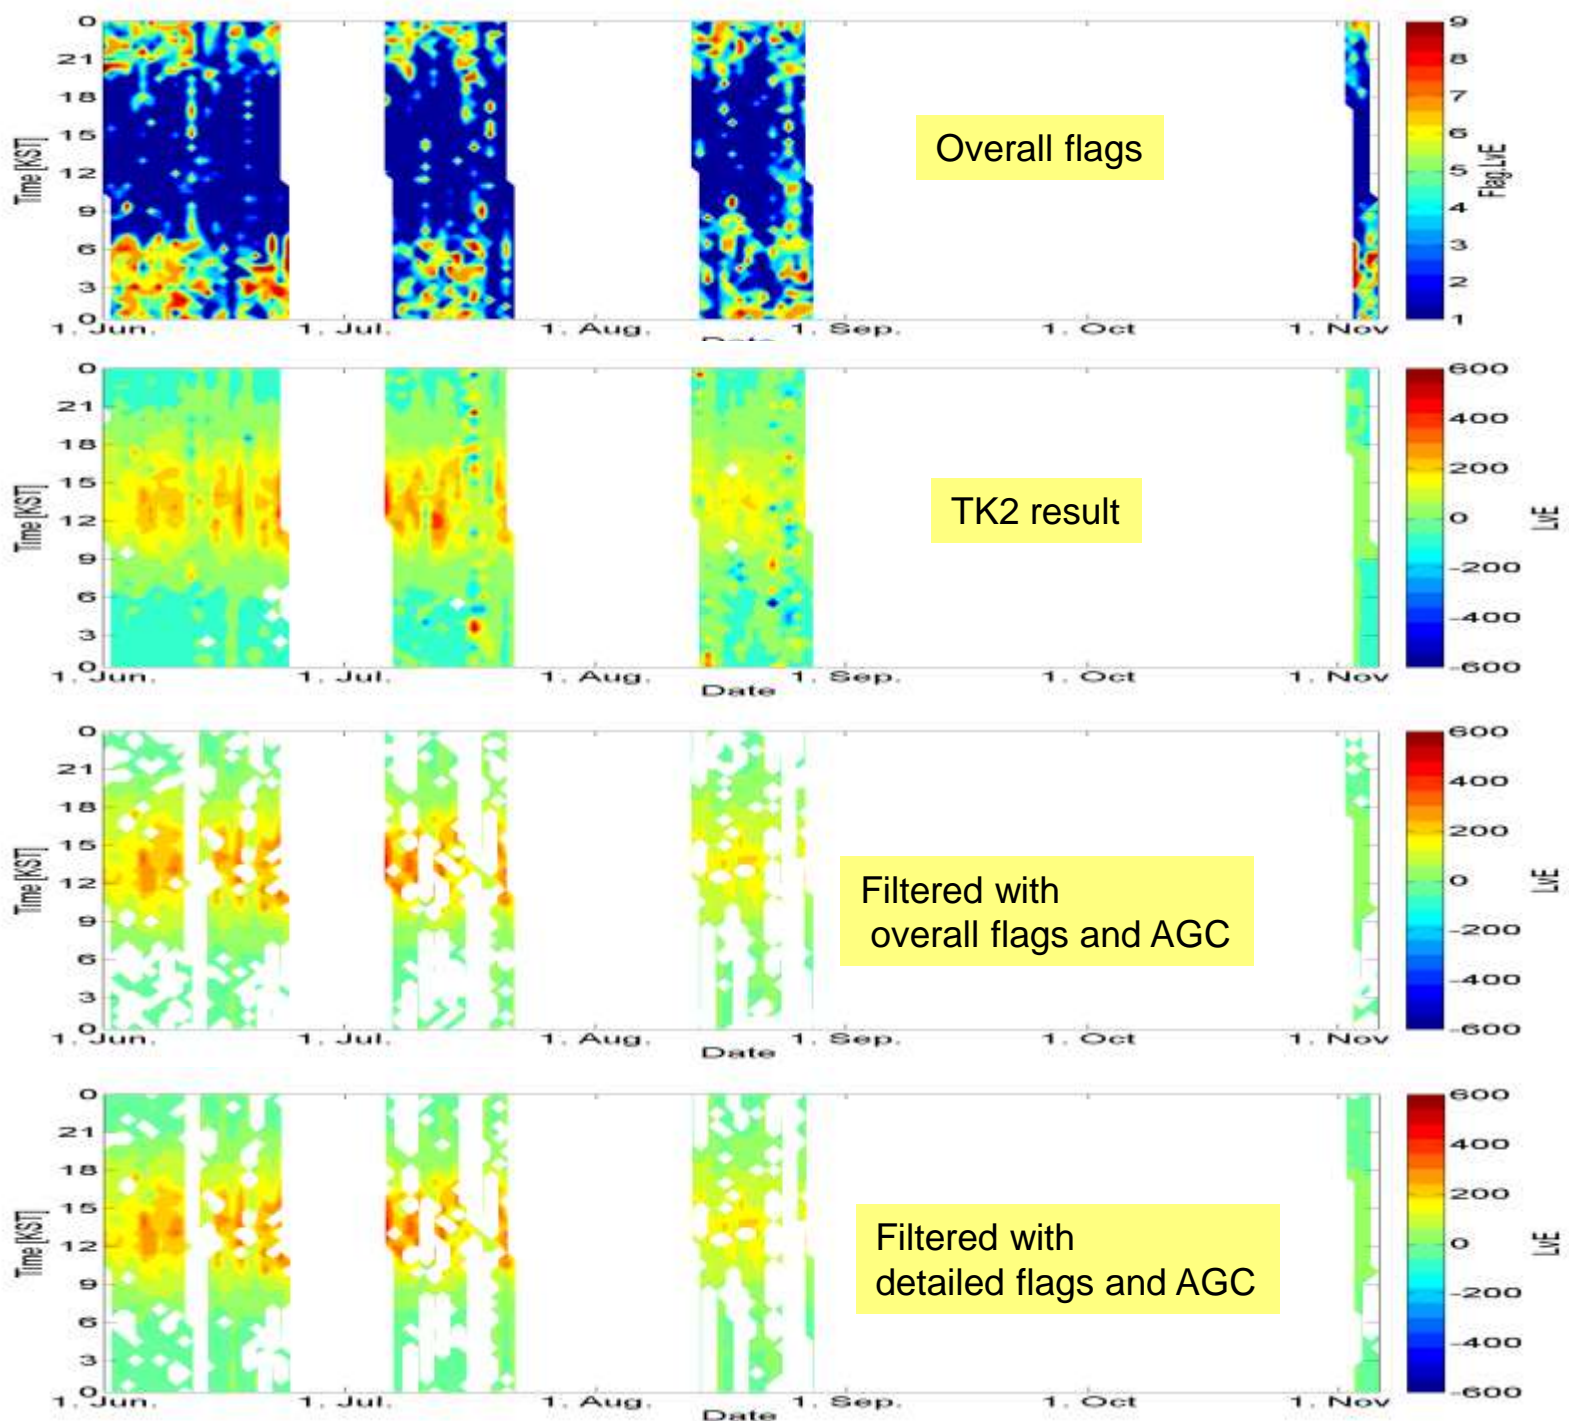 0
21
18
15
12
9
6
3
0
Time [KST]
1. Jun.
1. Jul.
1. Aug.
1. Sep.
1. Oct
1. Nov
Date
Overall flags
9
8
7
6
5
4
3
2
1
Flag,LvE
0
21
18
15
12
9
6
3
0
Time [KST]
1. Jun.
1. Jul.
1. Aug.
1. Sep.
1. Oct
1. Nov
Date
TK2 result
600
400
200
0
-200
-400
-600
LvE
0
21
18
15
12
9
6
3
0
Time [KST]
1. Jun.
1. Jul.
1. Aug.
1. Sep.
1. Oct
1. Nov
Date
Filtered with
overall flags and AGC
600
400
200
0
-200
-400
-600
LvE
0
21
18
15
12
9
6
3
0
Time [KST]
1. Jun.
1. Jul.
1. Aug.
1. Sep.
1. Oct
1. Nov
Date
Filtered with
detailed flags and AGC
600
400
200
0
-200
-400
-600
LvE